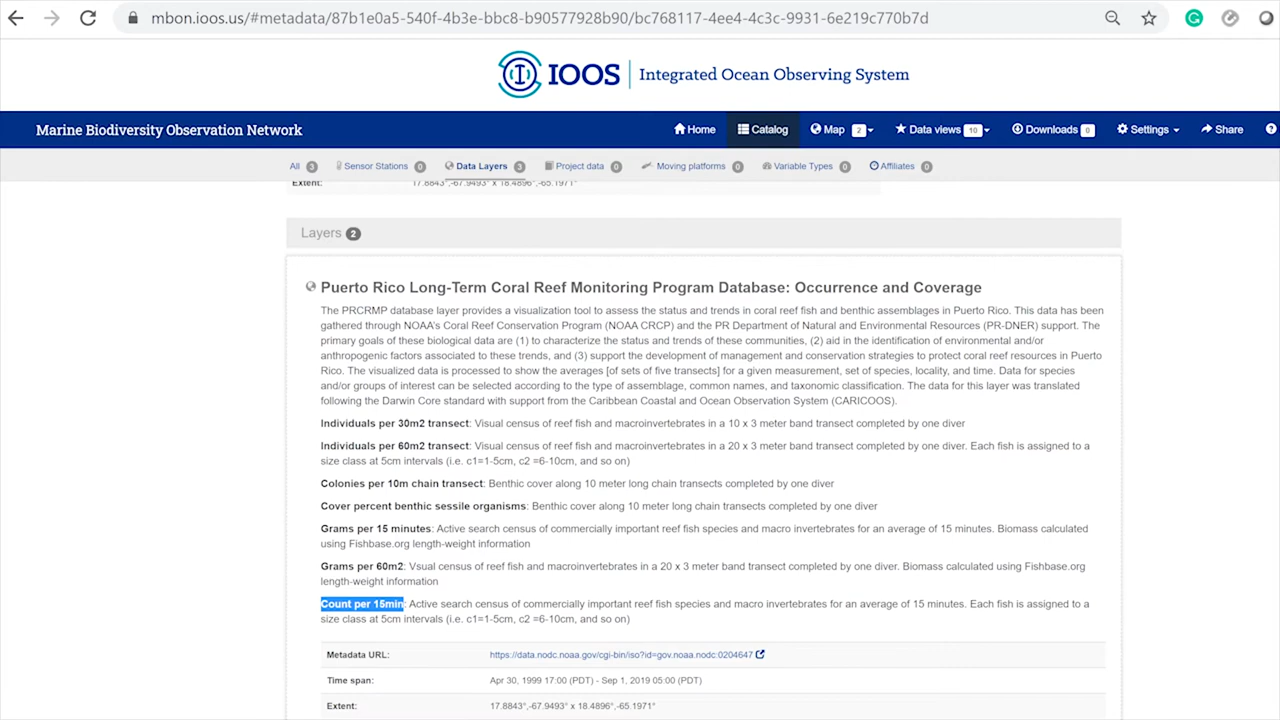 mbon.ioos.us/#metadata/87b1e0a5-540f-4b3e-bbc8-b90577928b90/bc768117-4ee4-4c3c-9931-6e219c770b7d
IOOS Integrated Ocean Observing System
Marine Biodiversity Observation Network Home Catalog Map 2 Data views 10 Downloads 0 Settings Share ?
All 3 Sensor Stations 0 Data Layers 3 Project data 0 Moving platforms 0 Variable Types 0 Affiliates 0
Extent: 17.8843°,-67.9493° x 18.4896°,-65.1971°
Layers 2
Puerto Rico Long-Term Coral Reef Monitoring Program Database: Occurrence and Coverage
The PRCRMP database layer provides a visualization tool to assess the status and trends in coral reef fish and benthic assemblages in Puerto Rico. This data has been
gathered through NOAA's Coral Reef Conservation Program (NOAA CRCP) and the PR Department of Natural and Environmental Resources (PR-DNER) support. The
primary goals of these biological data are (1) to characterize the status and trends of these communities, (2) aid in the identification of environmental and/or
anthropogenic factors associated to these trends, and (3) support the development of management and conservation strategies to protect coral reef resources in Puerto
Rico. The visualized data is processed to show the averages [of sets of five transects] for a given measurement, set of species, locality, and time. Data for species
and/or groups of interest can be selected according to the type of assemblage, common names, and taxonomic classification. The data for this layer was translated
following the Darwin Core standard with support from the Caribbean Coastal and Ocean Observation System (CARICOOS).
Individuals per 30m2 transect: Visual census of reef fish and macroinvertebrates in a 10 x 3 meter band transect completed by one diver
Individuals per 60m2 transect: Visual census of reef fish and macroinvertebrates in a 20 x 3 meter band transect completed by one diver. Each fish is assigned to a
size class at 5cm intervals (i.e. c1=1-5cm, c2 =6-10cm, and so on)
Colonies per 10m chain transect: Benthic cover along 10 meter long chain transects completed by one diver
Cover percent benthic sessile organisms: Benthic cover along 10 meter long chain transects completed by one diver
Grams per 15 minutes: Active search census of commercially important reef fish species and macro invertebrates for an average of 15 minutes. Biomass calculated
using Fishbase.org length-weight information
Grams per 60m2: Vsual census of reef fish and macroinvertebrates in a 20 x 3 meter band transect completed by one diver. Biomass calculated using Fishbase.org
length-weight information
Count per 15min: Active search census of commercially important reef fish species and macro invertebrates for an average of 15 minutes. Each fish is assigned to a
size class at 5cm intervals (i.e. c1=1-5cm, c2 =6-10cm, and so on)
Metadata URL: https://data.nodc.noaa.gov/cgi-bin/iso?id=gov.noaa.nodc:0204647
Time span: Apr 30, 1999 17:00 (PDT) - Sep 1, 2019 05:00 (PDT)
Extent: 17.8843°,-67.9493° x 18.4896°,-65.1971°